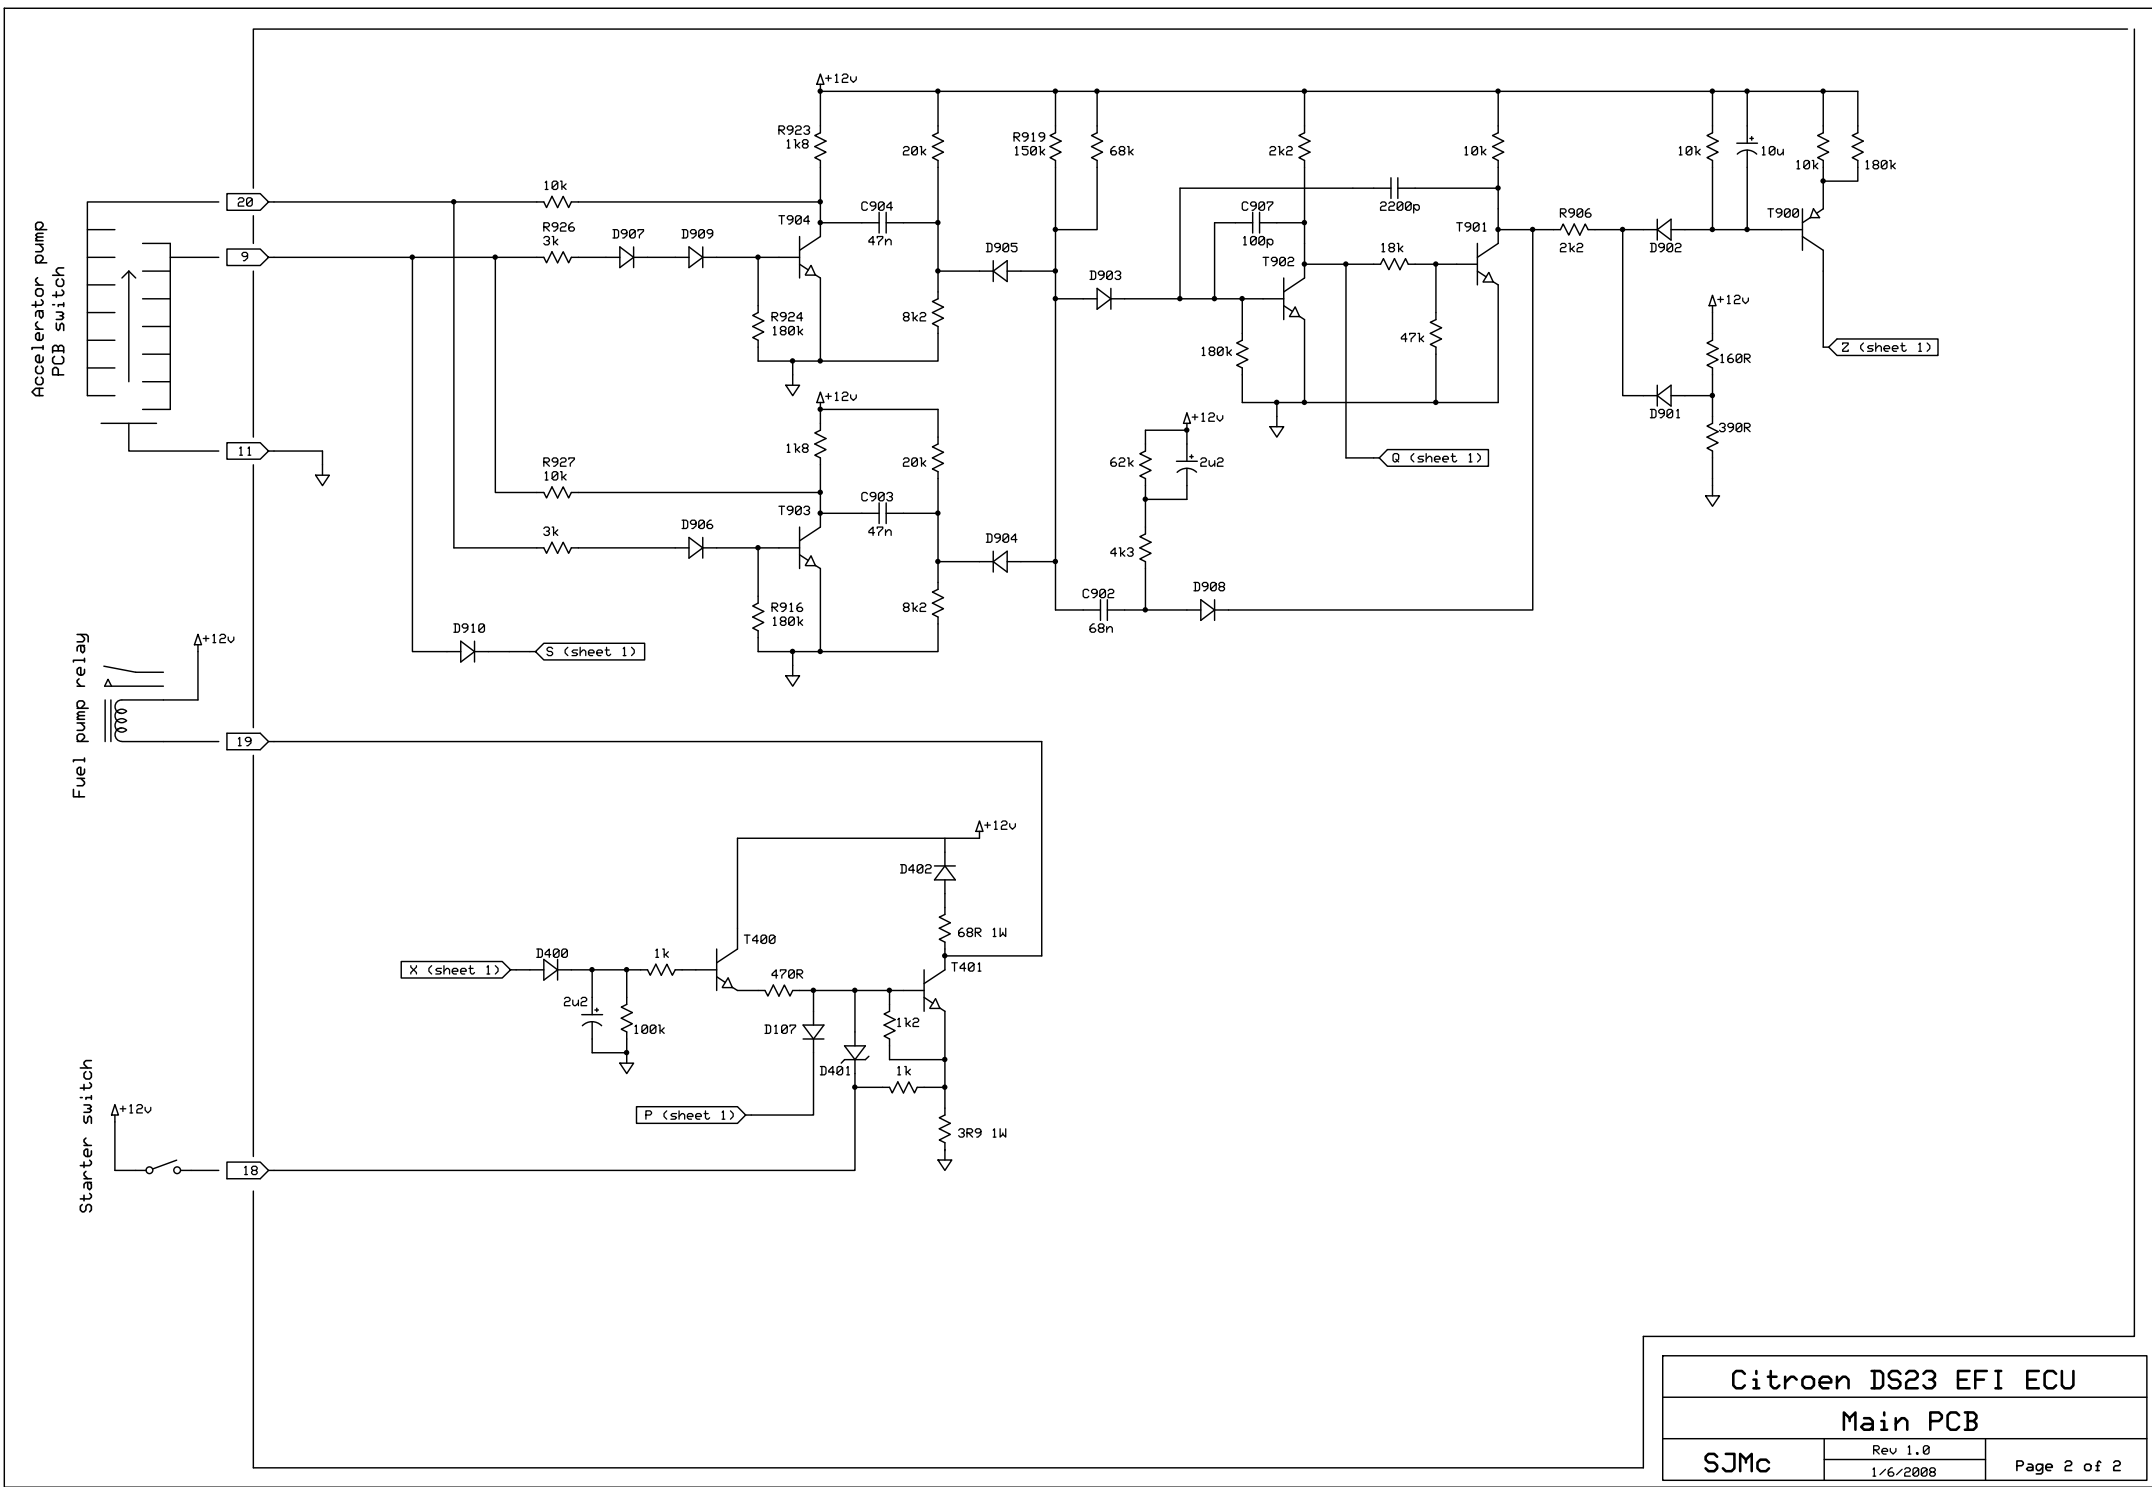 +12v
R923
1k8
20k
R919
150k
68k
2k2
10k
10k
10u
10k
180k
Accelerator pump
PCB switch
20
10k
9
R926
3k
D907
D909
T904
C904
47n
D905
R924
180k
8k2
D903
C907
100p
2200p
T902
18k
T901
180k
47k
R906
2k2
D902
T900
+12v
160R
D901
390R
Z (sheet 1)
Q (sheet 1)
11
+12v
1k8
20k
R927
10k
C903
47n
T903
3k
D906
D904
R916
180k
8k2
+12v
62k
2u2
4k3
C902
68n
D908
D910
S (sheet 1)
Fuel pump relay
+12v
19
+12v
D402
68R 1W
T401
X (sheet 1)
D400
1k
T400
470R
2u2
100k
D107
D401
1k2
1k
3R9 1W
P (sheet 1)
Starter switch
+12v
18
Citroen DS23 EFI ECU
Main PCB
SJMc
Rev 1.0
1/6/2008
Page 2 of 2